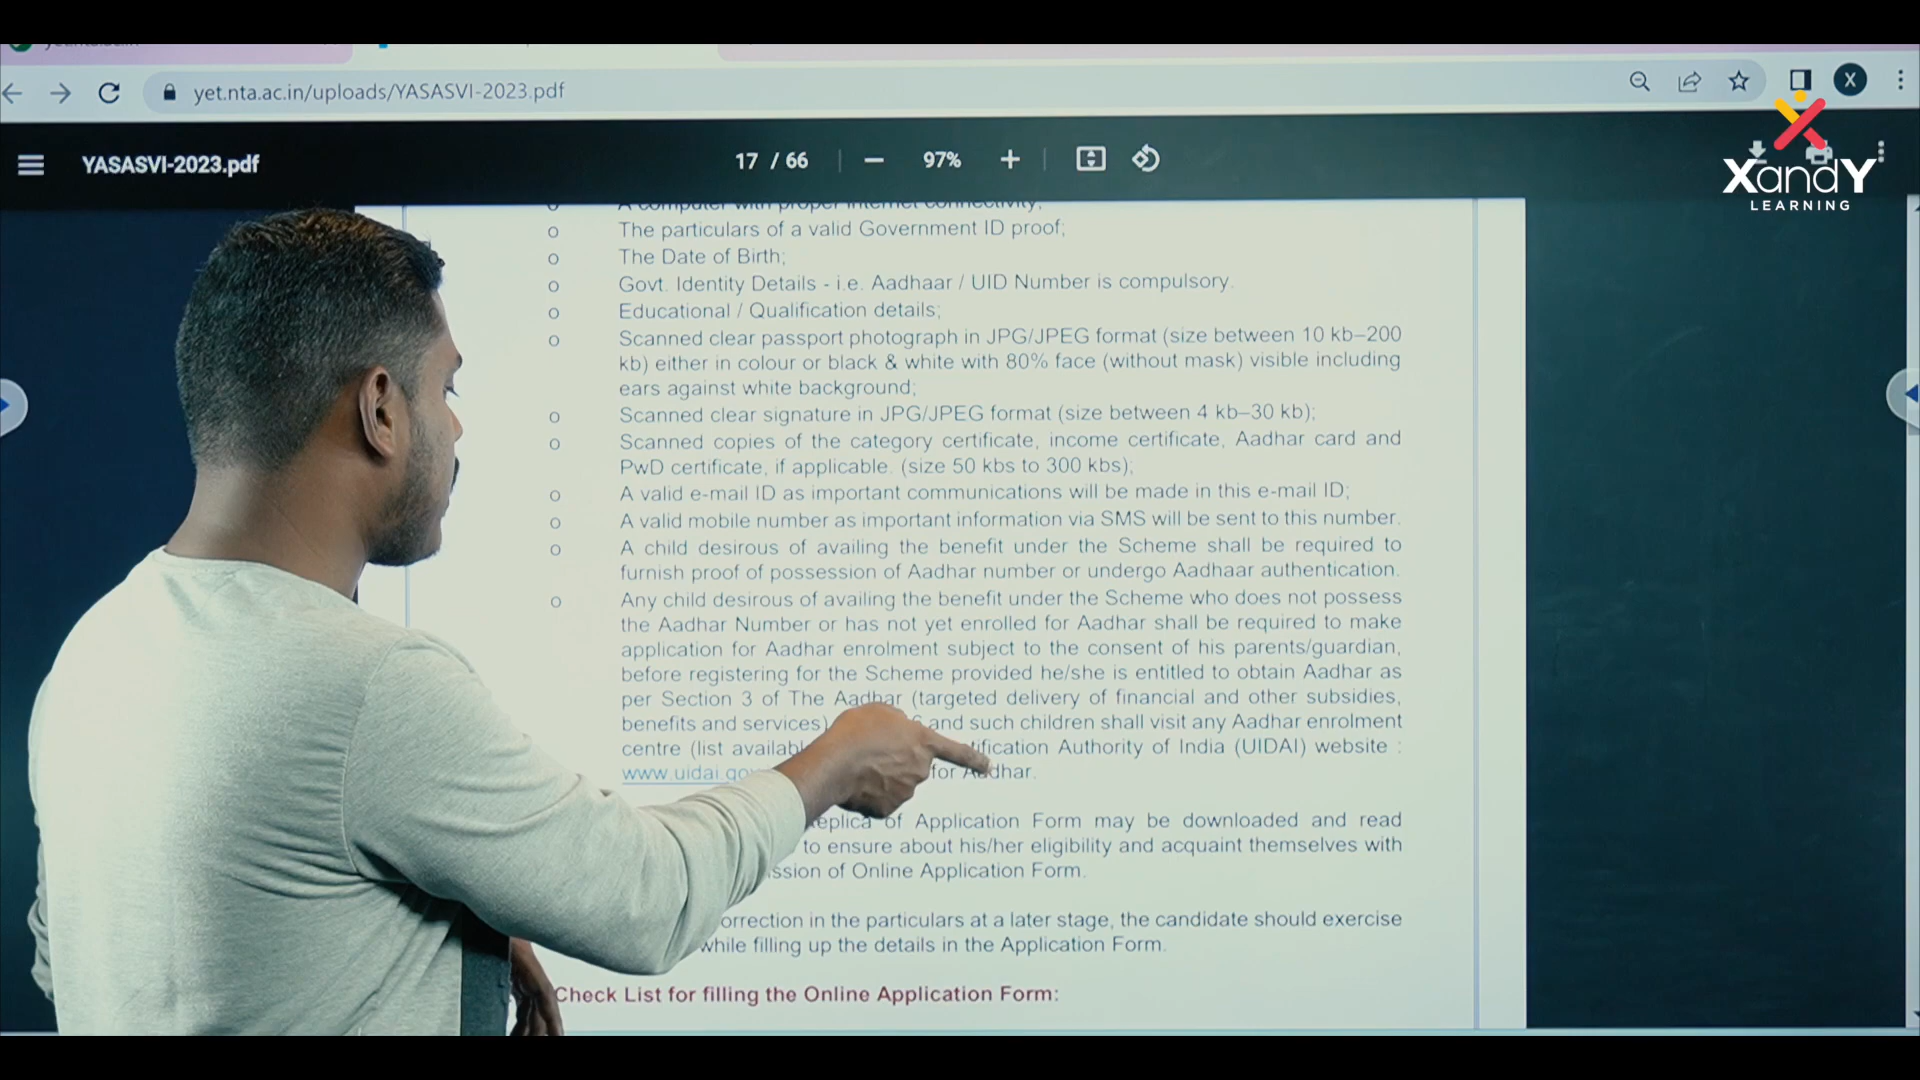 yet.nta.ac.in/uploads/YASASVI-2023.pdf
X
YASASVI-2023.pdf
17 / 66
97%
XandY
LEARNING
o A computer with proper internet connectivity;
o The particulars of a valid Government ID proof;
o The Date of Birth;
o Govt. Identity Details - i.e. Aadhaar / UID Number is compulsory.
o Educational / Qualification details;
o Scanned clear passport photograph in JPG/JPEG format (size between 10 kb–200
kb) either in colour or black & white with 80% face (without mask) visible including
ears against white background;
o Scanned clear signature in JPG/JPEG format (size between 4 kb–30 kb);
o Scanned copies of the category certificate, income certificate, Aadhar card and
PwD certificate, if applicable. (size 50 kbs to 300 kbs);
o A valid e-mail ID as important communications will be made in this e-mail ID;
o A valid mobile number as important information via SMS will be sent to this number.
o A child desirous of availing the benefit under the Scheme shall be required to
furnish proof of possession of Aadhar number or undergo Aadhaar authentication.
o Any child desirous of availing the benefit under the Scheme who does not possess
the Aadhar Number or has not yet enrolled for Aadhar shall be required to make
application for Aadhar enrolment subject to the consent of his parents/guardian,
before registering for the Scheme provided he/she is entitled to obtain Aadhar as
per Section 3 of The Aadhar (targeted delivery of financial and other subsidies,
benefits and services) and such children shall visit any Aadhar enrolment
centre (list Authority of India (UIDAI) website :
www.uidai.go for Aadhar.
of Application Form may be downloaded and read
to ensure about his/her eligibility and acquaint themselves with
of Online Application Form.
in the particulars at a later stage, the candidate should exercise
while filling up the details in the Application Form.
Check List for filling the Online Application Form: